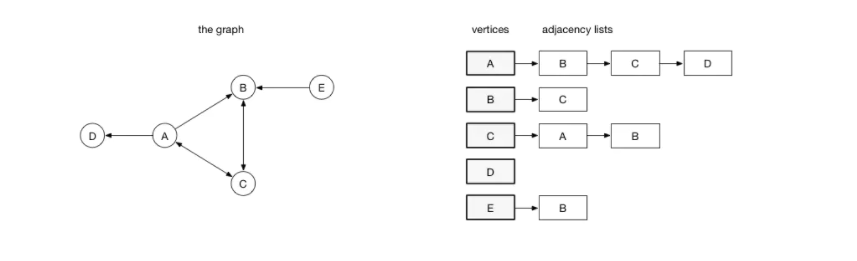 the graph
B
E
D
A
C
vertices adjacency lists
A B C D
B C
C A B
D
E B